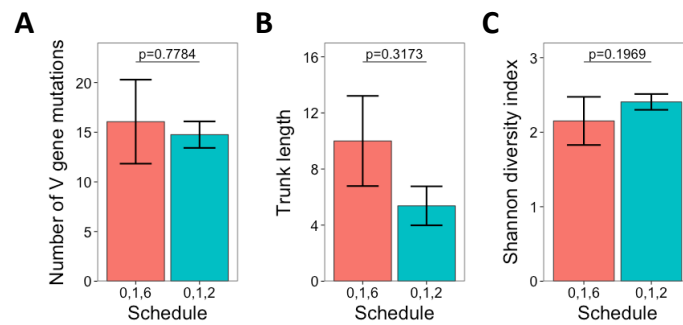 A
p=0.7784
Number of V gene mutations
20
15
10
5
0
0,1,6 0,1,2
Schedule
B
p=0.3173
Trunk length
16
12
8
4
0
0,1,6 0,1,2
Schedule
C
p=0.1969
Shannon diversity index
3
2
1
0
0,1,6 0,1,2
Schedule